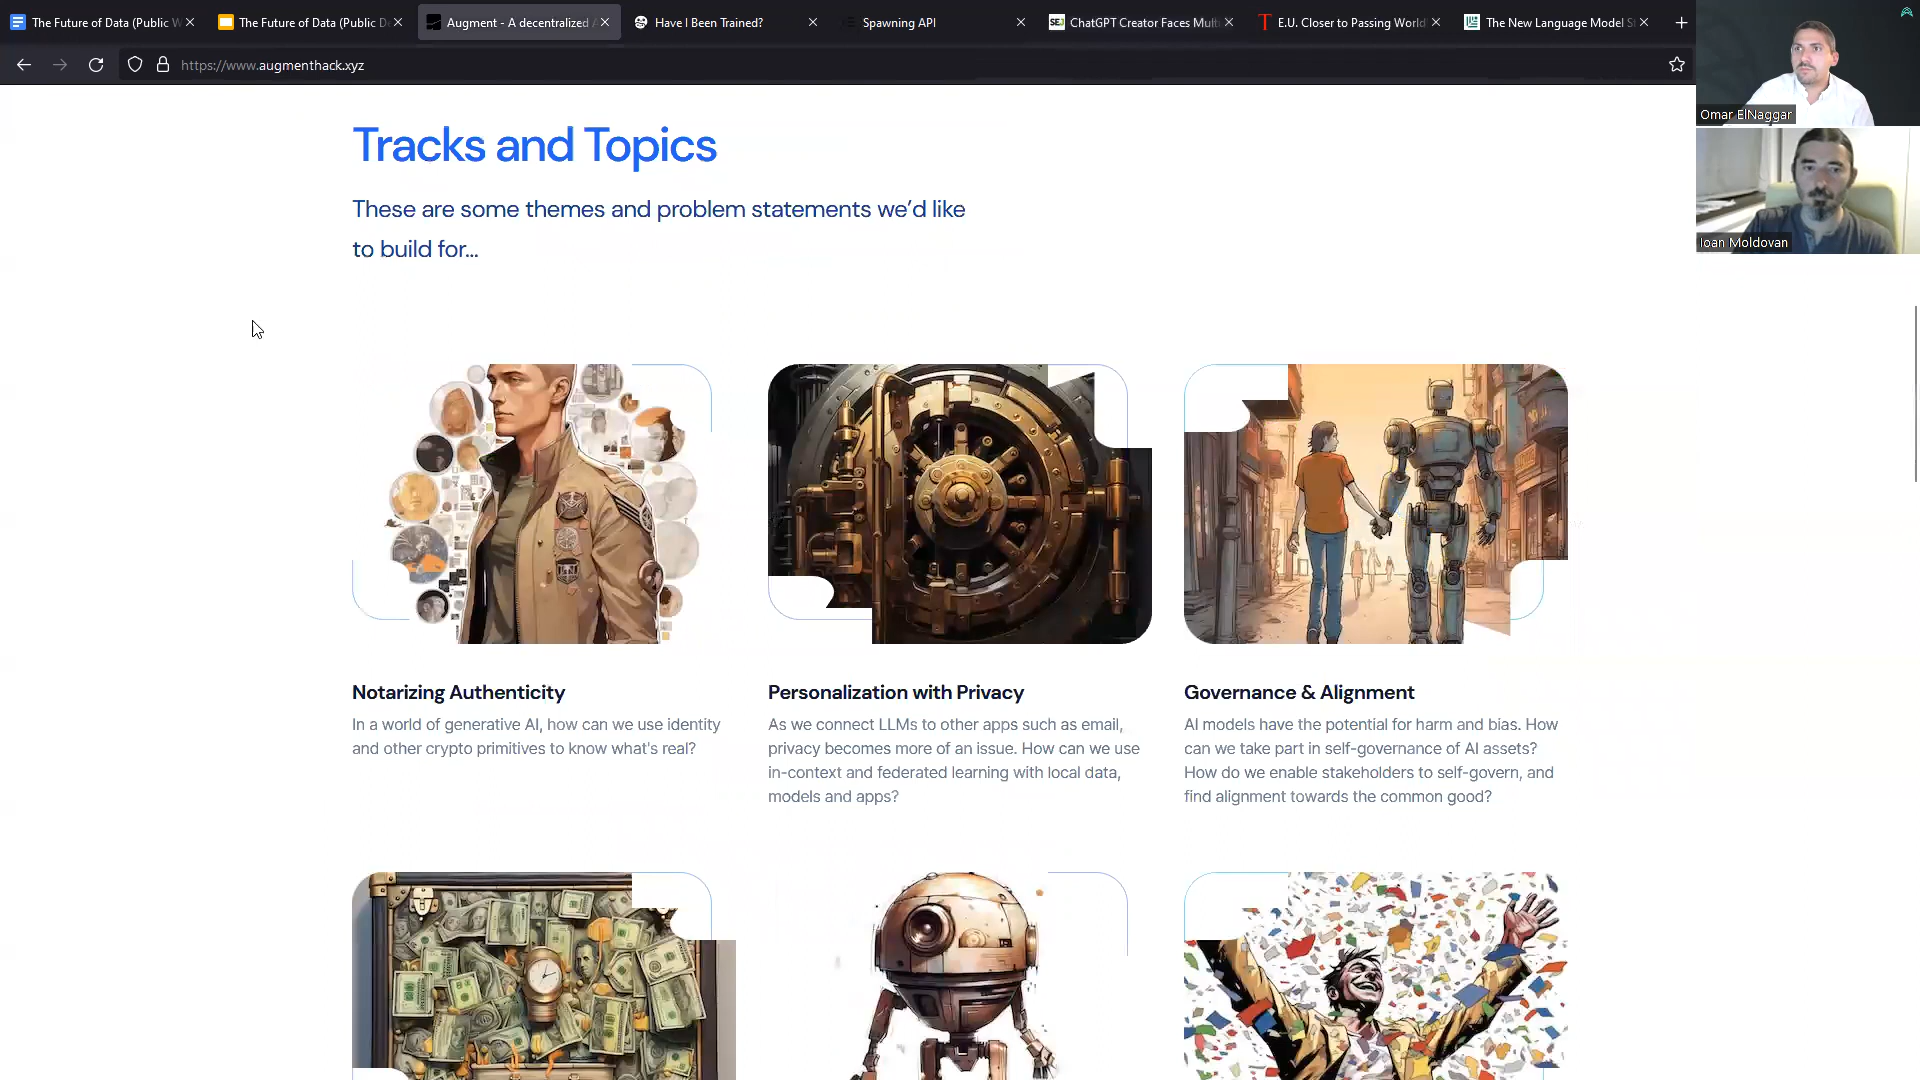 The Future of Data (Public W
The Future of Data (Public De
Augment - A decentralized A
Have I Been Trained?
Spawning API
SEJ
ChatGPT Creator Faces Mult
T
E.U. Closer to Passing World
The New Language Model St
https://www.augmenthack.xyz
Omar ElNaggar
Ioan Moldovan
Tracks and Topics
These are some themes and problem statements we’d like
to build for...
Notarizing Authenticity
In a world of generative AI, how can we use identity
and other crypto primitives to know what's real?
Personalization with Privacy
As we connect LLMs to other apps such as email,
privacy becomes more of an issue. How can we use
in-context and federated learning with local data,
models and apps?
Governance & Alignment
AI models have the potential for harm and bias. How
can we take part in self-governance of AI assets?
How do we enable stakeholders to self-govern, and
find alignment towards the common good?